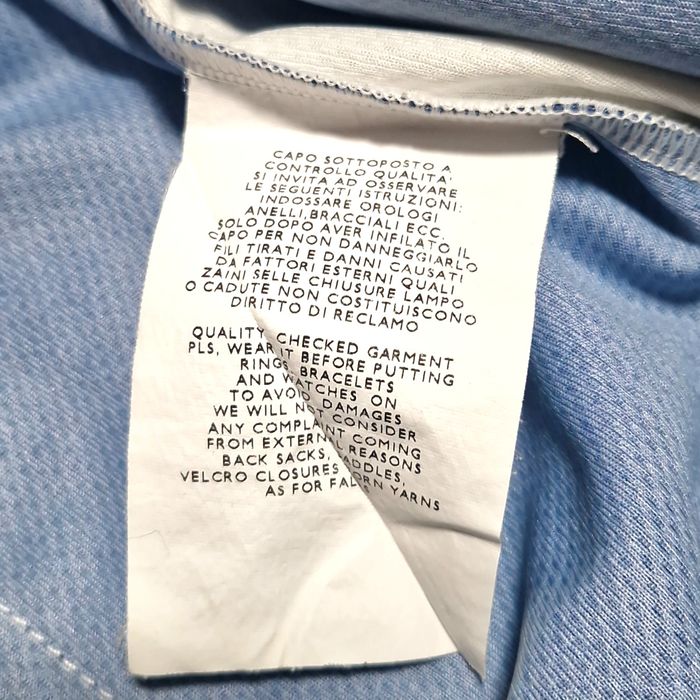 CAPO SOTTOPOSTO A
CONTROLLO QUALITA'
SI INVITA AD OSSERVARE
LE SEGUENTI ISTRUZIONI:
INDOSSARE OROLOGI
ANELLI,BRACCIALI ECC.
SOLO DOPO AVER INFILATO IL
CAPO PER NON DANNEGGIARLO
FILI TIRATI E DANNI CAUSATI
DA FATTORI ESTERNI QUALI
ZAINI SELLE CHIUSURE LAMPO
O CADUTE NON COSTITUISCONO
DIRITTO DI RECLAMO
QUALITY CHECKED GARMENT
PLS, WEAR IT BEFORE PUTTING
RINGS, BRACELETS
AND WATCHES ON
TO AVOID DAMAGES
WE WILL NOT CONSIDER
ANY COMPLAINT COMING
FROM EXTERNAL REASONS
BACK SACKS, SADDLES,
VELCRO CLOSURES
AS FOR YARNS